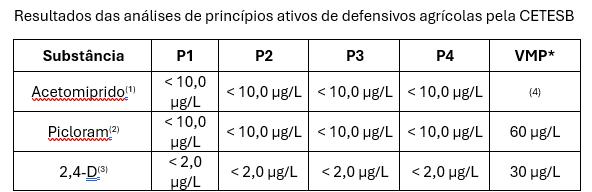 Resultados das análises de princípios ativos de defensivos agrícolas pela CETESB
Substância P1 P2 P3 P4 VMP*
Acetomiprido(1) < 10,0 µg/L < 10,0 µg/L < 10,0 µg/L < 10,0 µg/L (4)
Picloram(2) < 10,0 µg/L < 10,0 µg/L < 10,0 µg/L < 10,0 µg/L 60 µg/L
2,4-D(3) < 2,0 µg/L < 2,0 µg/L < 2,0 µg/L < 2,0 µg/L 30 µg/L